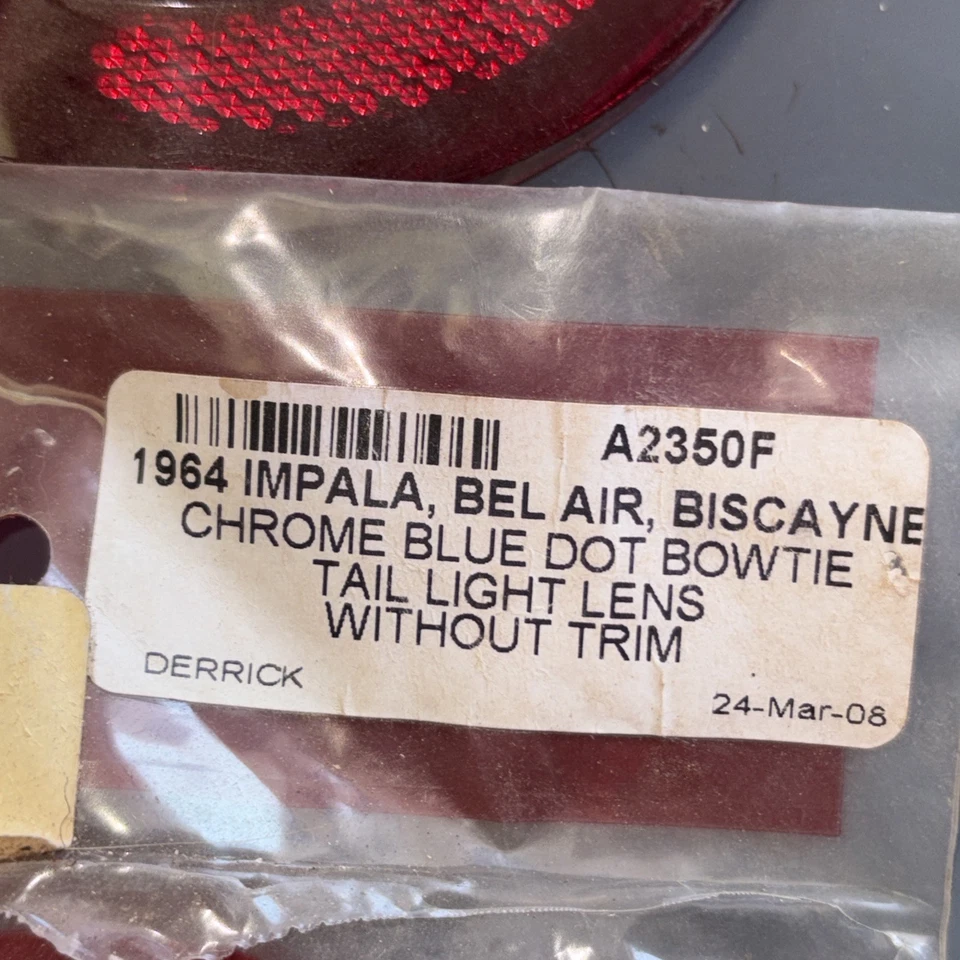 A2350F
1964 IMPALA, BEL AIR, BISCAYNE
CHROME BLUE DOT BOWTIE
TAIL LIGHT LENS
WITHOUT TRIM
DERRICK
24-Mar-08